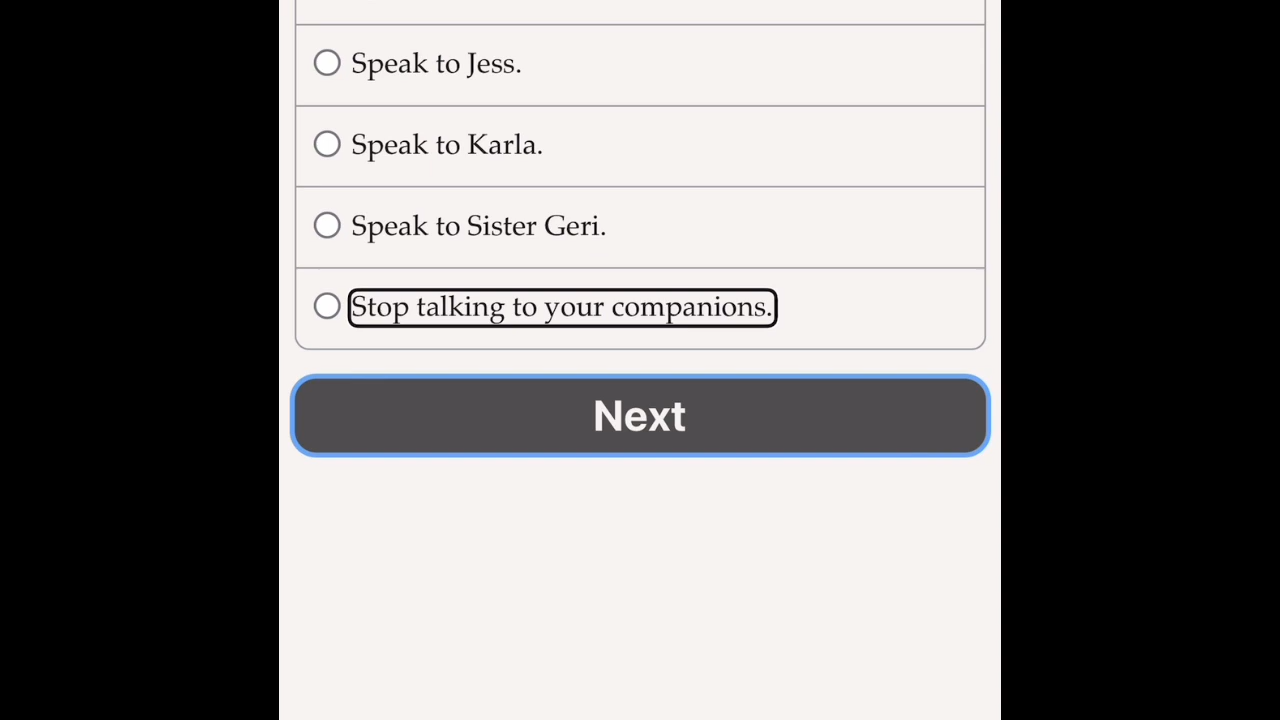 Speak to Jess.
Speak to Karla.
Speak to Sister Geri.
Stop talking to your companions.
Next